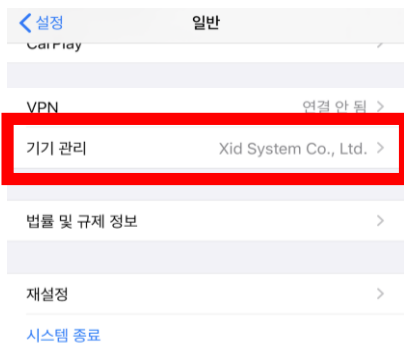 설정 일반
CarPlay
VPN 연결 안 됨
기기 관리 Xid System Co., Ltd.
법률 및 규제 정보
재설정
시스템 종료